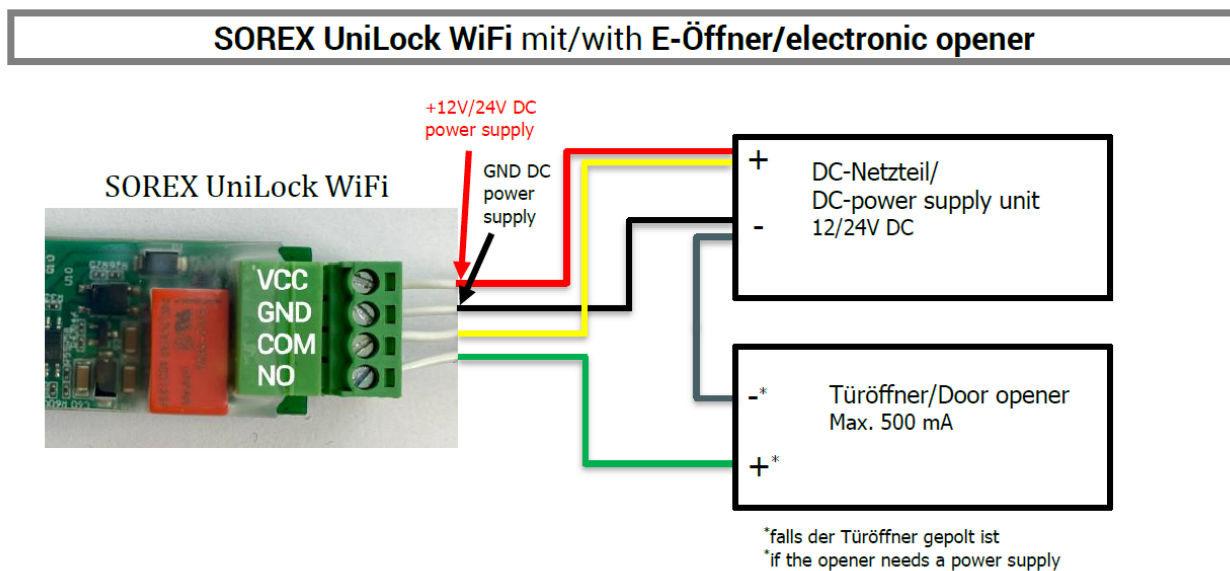 SOREX UniLock WiFi mit/with E-Öffner/electronic opener
+12V/24V DC
power supply
GND DC
power
supply
SOREX UniLock WiFi
VCC
GND
COM
NO
+
-
DC-Netzteil/
DC-power supply unit
12/24V DC
-*
+*
Türöffner/Door opener
Max. 500 mA
*falls der Türöffner gepolt ist
*if the opener needs a power supply